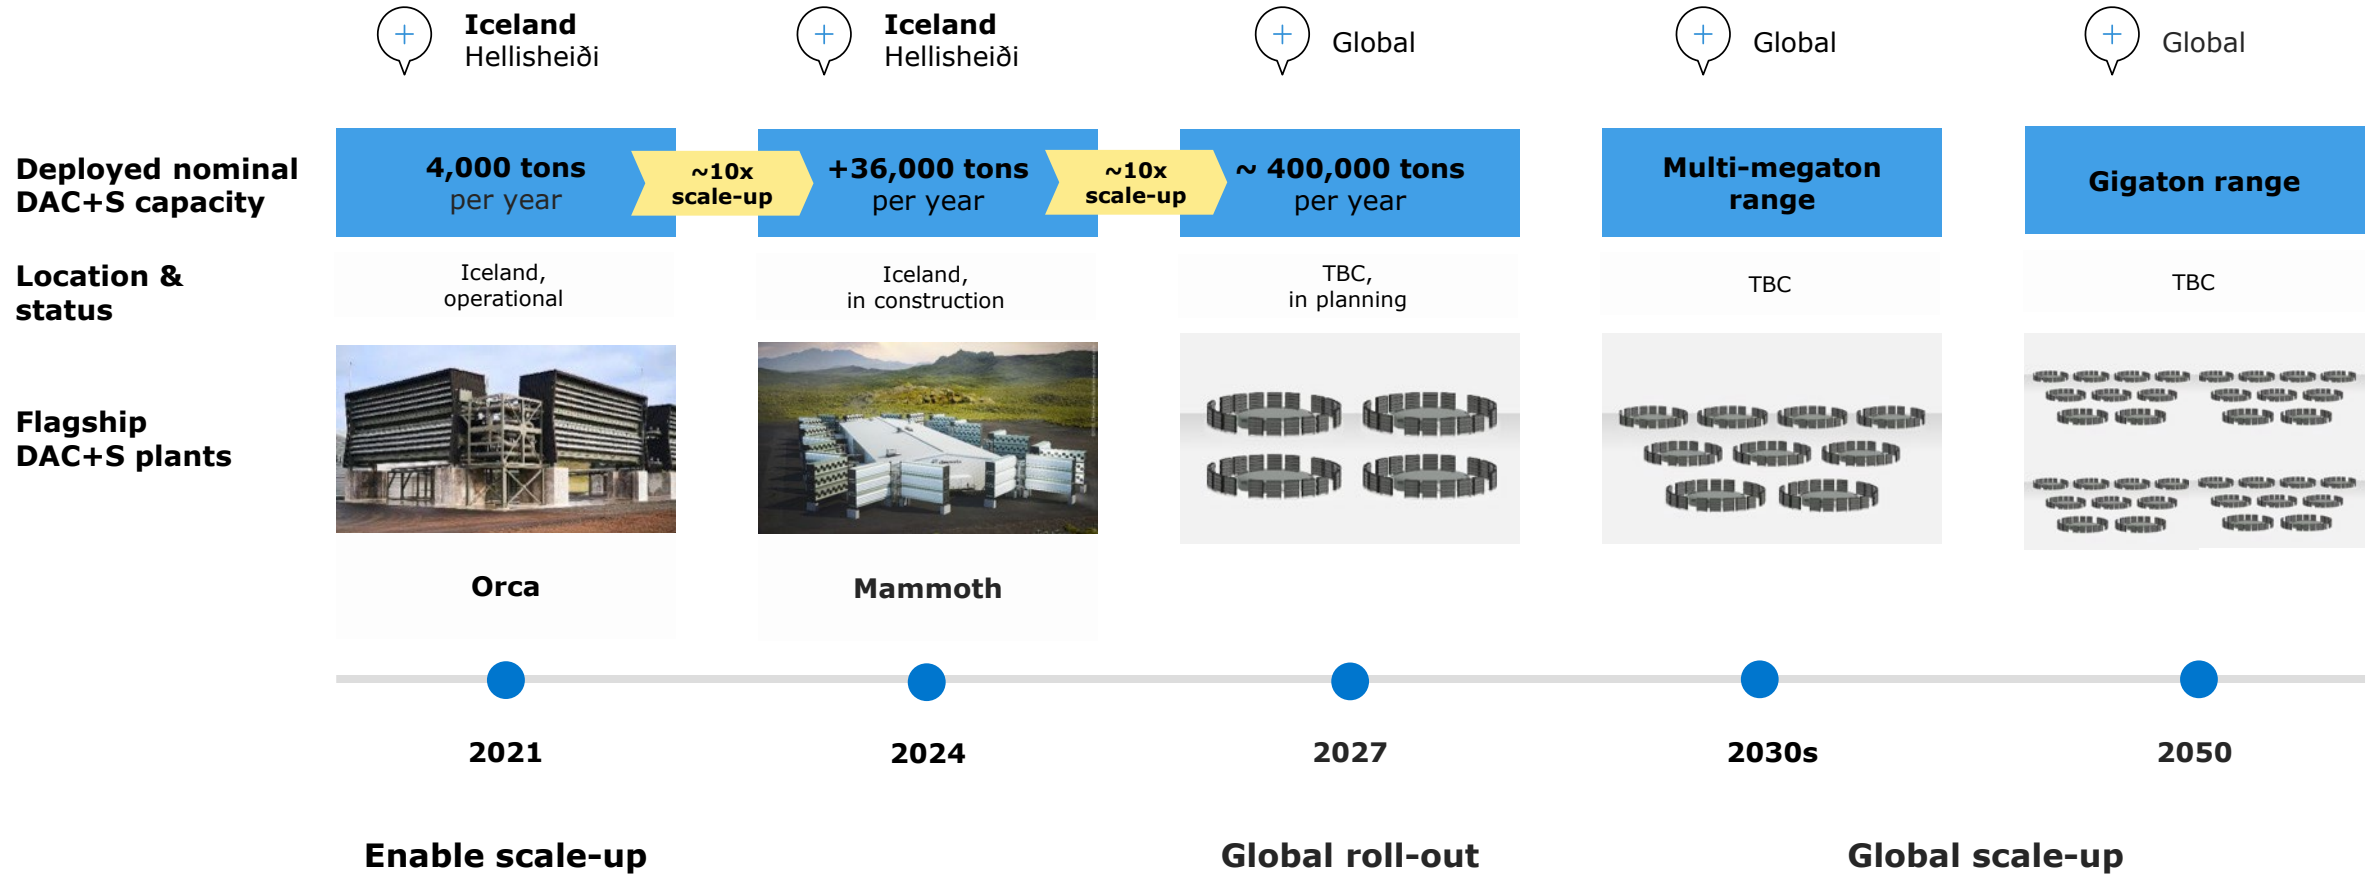 Iceland
Hellisheiði
Iceland
Hellisheiði
Global
Global
Global
Deployed nominal
DAC+S capacity
4,000 tons
per year
~10x
scale-up
+36,000 tons
per year
~10x
scale-up
~ 400,000 tons
per year
Multi-megaton
range
Gigaton range
Location &
status
Iceland,
operational
Iceland,
in construction
TBC,
in planning
TBC
TBC
Flagship
DAC+S plants
Orca
Mammoth
2021
2024
2027
2030s
2050
Enable scale-up
Global roll-out
Global scale-up